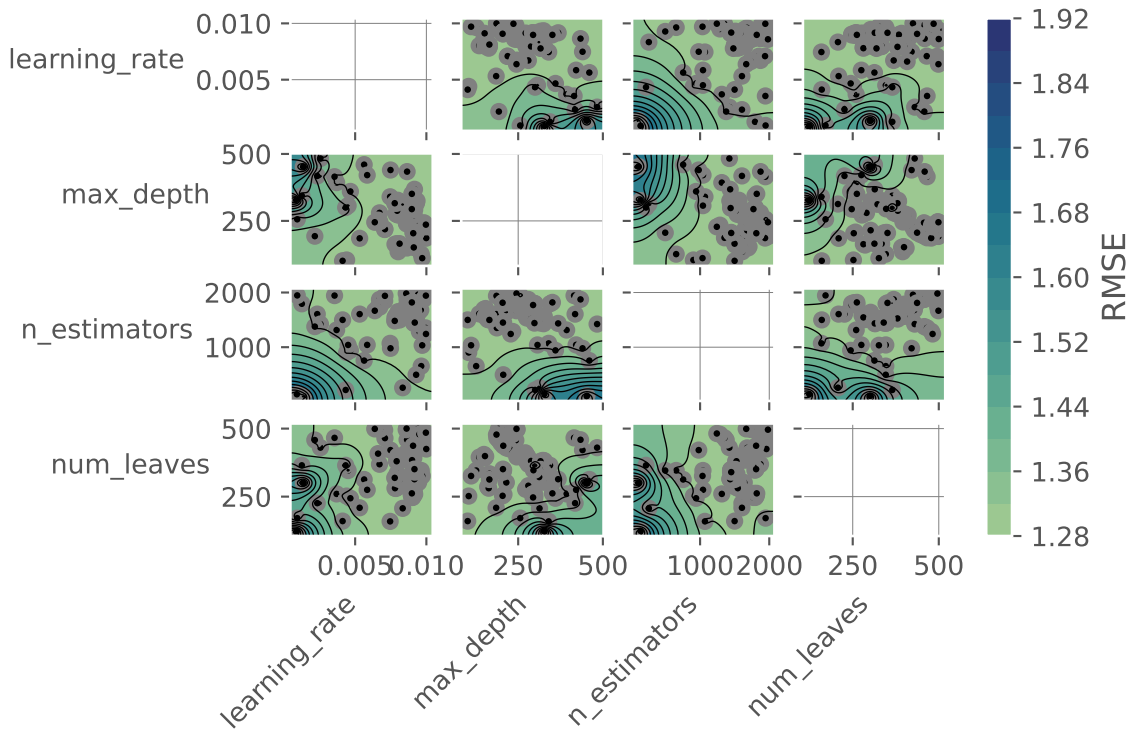 learning_rate
0.010
0.005
max_depth
500
250
n_estimators
2000
1000
num_leaves
500
250
0.005
0.010
250
500
1000
2000
250
500
learning_rate
max_depth
n_estimators
num_leaves
1.92
1.84
1.76
1.68
1.60
1.52
1.44
1.36
1.28
RMSE